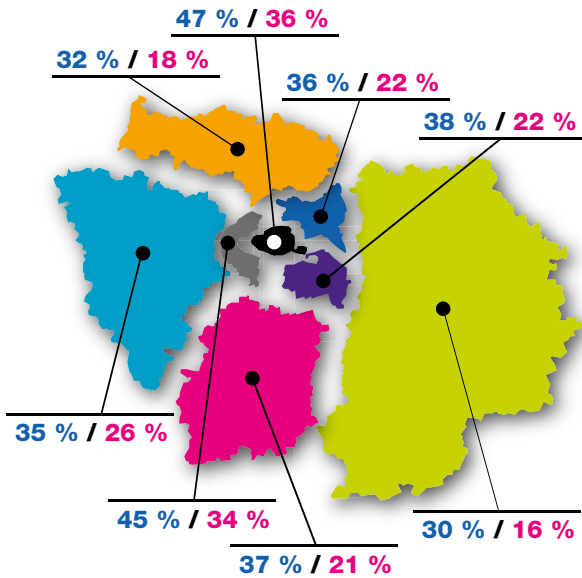 47 % / 36 %
32 % / 18 %
36 % / 22 %
38 % / 22 %
35 % / 26 %
45 % / 34 %
30 % / 16 %
37 % / 21 %